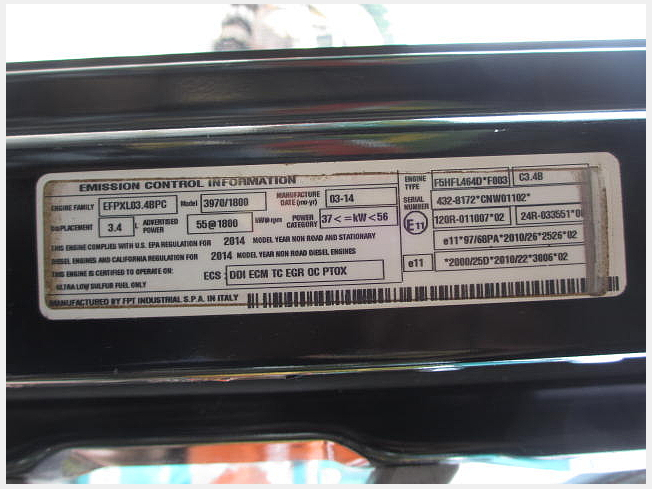 EMISSION CONTROL INFORMATION
ENGINE FAMILY EFPXL03.4BPC Model 3970/1800 MANUFACTURE DATE (mo-yr) 03-14
DISPLACEMENT 3.4 L ADVERTISED POWER 55@1800 kW@rpm POWER CATEGORY 37<=kW<56
THIS ENGINE COMPLIES WITH U.S. EPA REGULATION FOR 2014 MODEL YEAR NON ROAD AND STATIONARY
DIESEL ENGINES AND CALIFORNIA REGULATION FOR 2014 MODEL YEAR NON ROAD DIESEL ENGINES
THIS ENGINE IS CERTIFIED TO OPERATE ON:
ULTRA LOW SULFUR FUEL ONLY
ECS : DDI ECM TC EGR OC PTOX
MANUFACTURED BY FPT INDUSTRIAL S.P.A. IN ITALY
ENGINE TYPE F5HFL464D*F003 C3.4B
SERIAL NUMBER 432-8172*CNW01102*
E11 120R-011007*02 24R-033551*08
e11*97/68PA*2010/26*2526*02
e11 *2000/25D*2010/22*3806*02